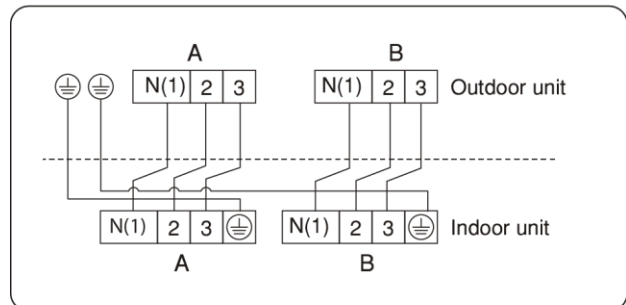 A B
N(1) 2 3 N(1) 2 3 Outdoor unit
N(1) 2 3 N(1) 2 3 Indoor unit
A B